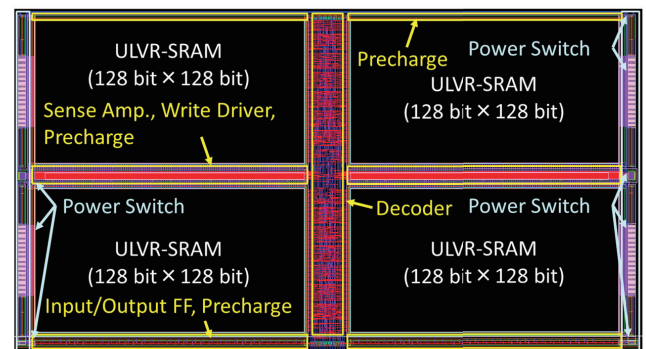 ULVR-SRAM
(128 bit × 128 bit)
Sense Amp., Write Driver,
Precharge
Precharge
Power Switch
ULVR-SRAM
(128 bit × 128 bit)
Power Switch
ULVR-SRAM
(128 bit × 128 bit)
Input/Output FF, Precharge
Decoder
Power Switch
ULVR-SRAM
(128 bit × 128 bit)